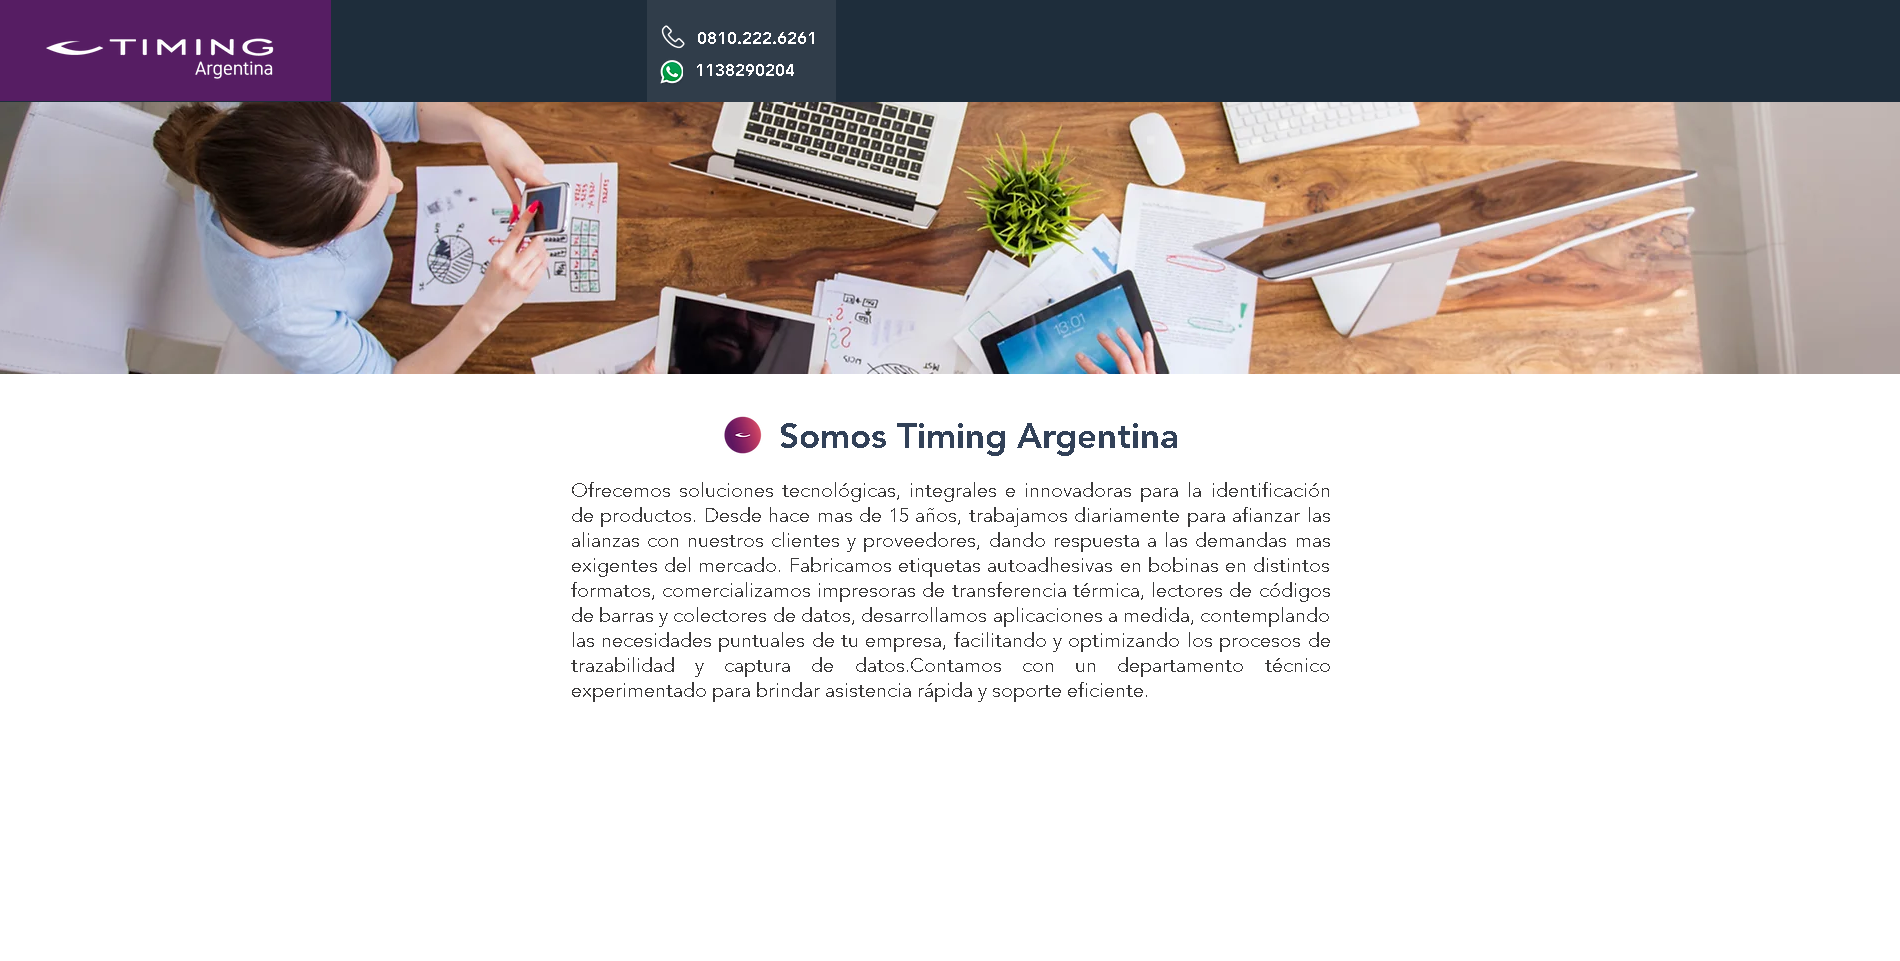 TIMING
Argentina
0810.222.6261
1138290204
13:01
Somos Timing Argentina
Ofrecemos soluciones tecnológicas, integrales e innovadoras para la identificación
de productos. Desde hace mas de 15 años, trabajamos diariamente para afianzar las
alianzas con nuestros clientes y proveedores, dando respuesta a las demandas mas
exigentes del mercado. Fabricamos etiquetas autoadhesivas en bobinas en distintos
formatos, comercializamos impresoras de transferencia térmica, lectores de códigos
de barras y colectores de datos, desarrollamos aplicaciones a medida, contemplando
las necesidades puntuales de tu empresa, facilitando y optimizando los procesos de
trazabilidad y captura de datos.Contamos con un departamento técnico
experimentado para brindar asistencia rápida y soporte eficiente.